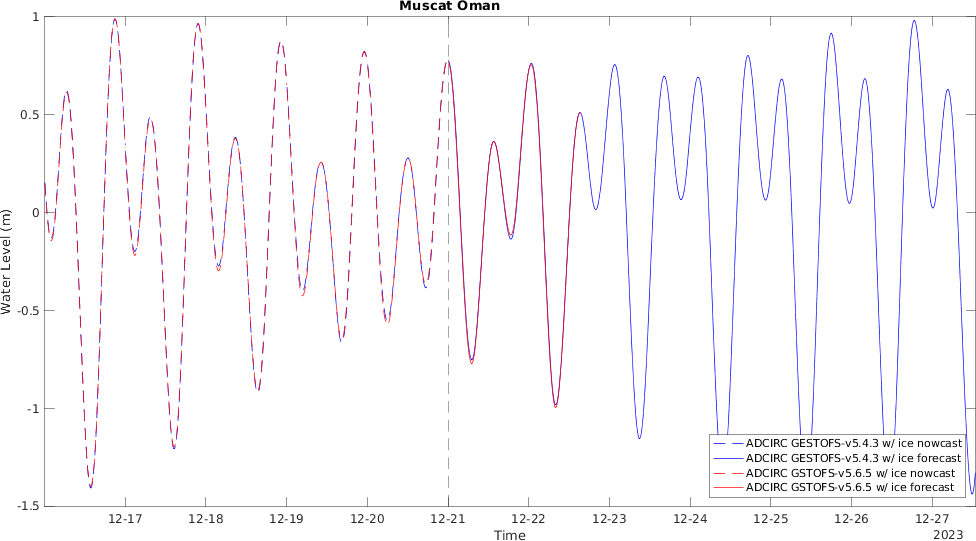 Muscat Oman
1
0.5
0
-0.5
-1
-1.5
Water Level (m)
12-17
12-18
12-19
12-20
12-21
12-22
12-23
12-24
12-25
12-26
12-27
Time
2023
ADCIRC GESTOFS-v5.4.3 w/ ice nowcast
ADCIRC GESTOFS-v5.4.3 w/ ice forecast
ADCIRC GSTOFS-v5.6.5 w/ ice nowcast
ADCIRC GSTOFS-v5.6.5 w/ ice forecast